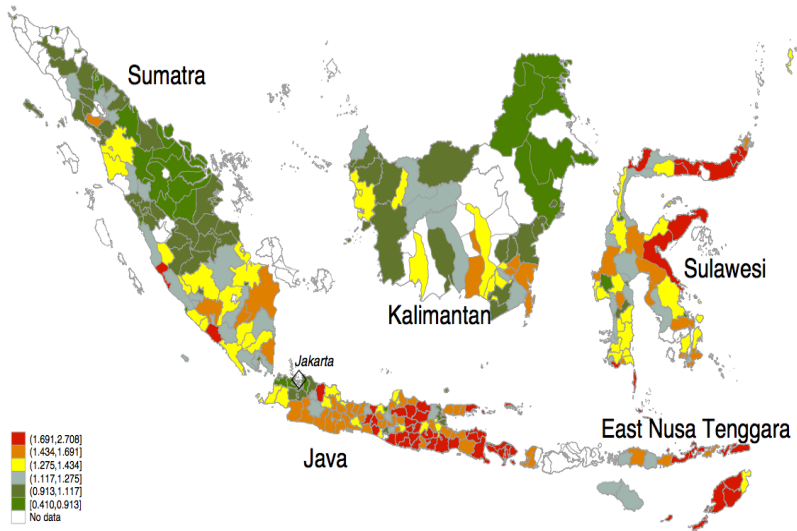 Sumatra
Kalimantan
Sulawesi
Jakarta
Java
East Nusa Tenggara
(1.691,2.708]
(1.434,1.691]
(1.275,1.434]
(1.117,1.275]
(0.913,1.117]
[0.410,0.913]
No data